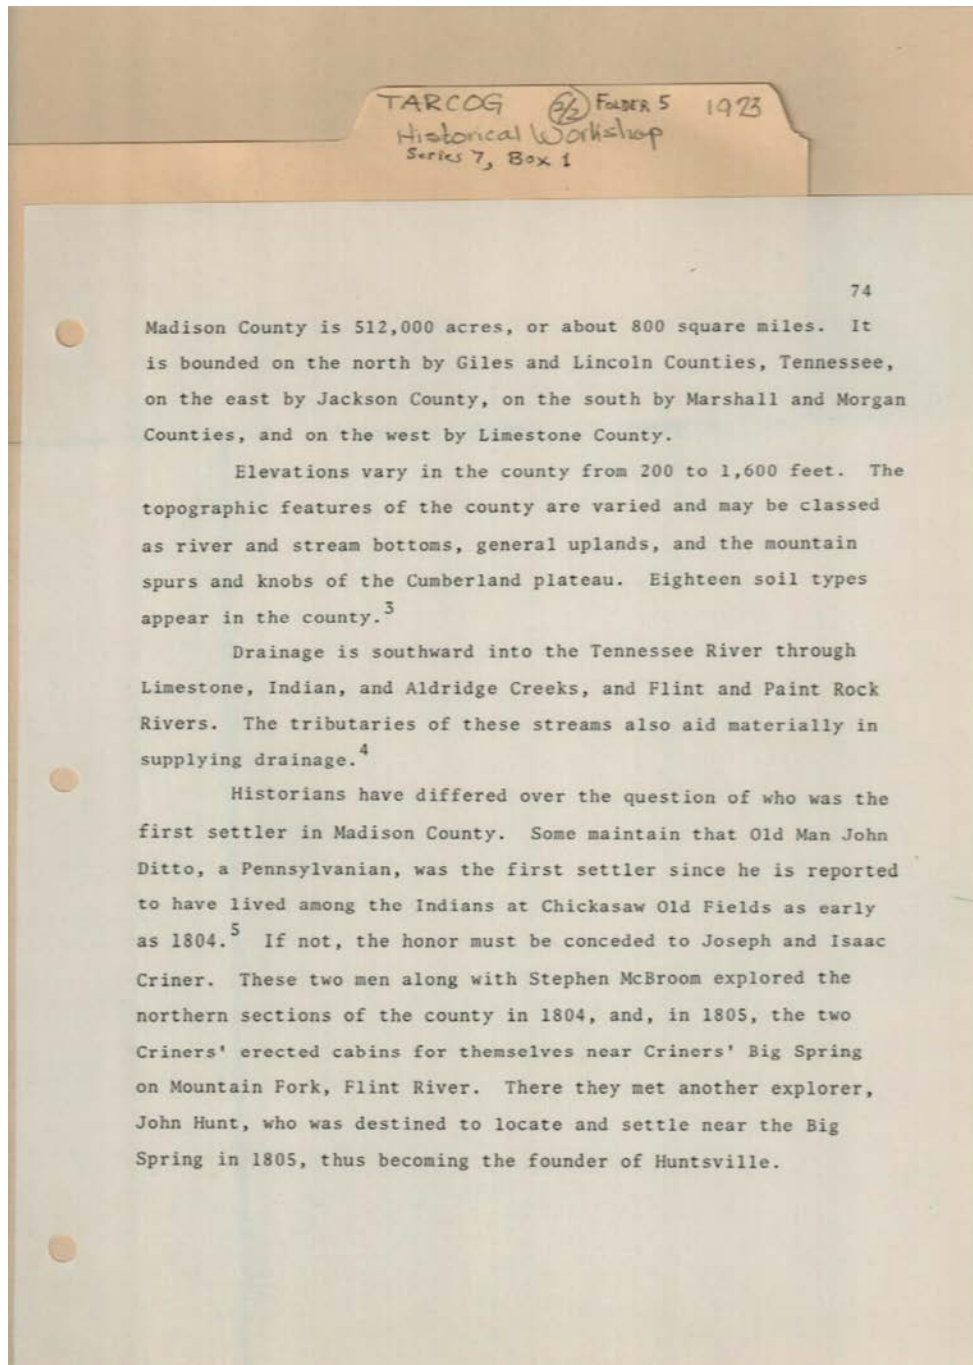 TARCOG 2/2 FOLDER 5 1973
Historical Workshop
Series 7, Box 1
74
Madison County is 512,000 acres, or about 800 square miles. It
is bounded on the north by Giles and Lincoln Counties, Tennessee,
on the east by Jackson County, on the south by Marshall and Morgan
Counties, and on the west by Limestone County.
Elevations vary in the county from 200 to 1,600 feet. The
topographic features of the county are varied and may be classed
as river and stream bottoms, general uplands, and the mountain
spurs and knobs of the Cumberland plateau. Eighteen soil types
appear in the county.3
Drainage is southward into the Tennessee River through
Limestone, Indian, and Aldridge Creeks, and Flint and Paint Rock
Rivers. The tributaries of these streams also aid materially in
supplying drainage.4
Historians have differed over the question of who was the
first settler in Madison County. Some maintain that Old Man John
Ditto, a Pennsylvanian, was the first settler since he is reported
to have lived among the Indians at Chickasaw Old Fields as early
as 1804.5 If not, the honor must be conceded to Joseph and Isaac
Criner. These two men along with Stephen McBroom explored the
northern sections of the county in 1804, and, in 1805, the two
Criners' erected cabins for themselves near Criners' Big Spring
on Mountain Fork, Flint River. There they met another explorer,
John Hunt, who was destined to locate and settle near the Big
Spring in 1805, thus becoming the founder of Huntsville.